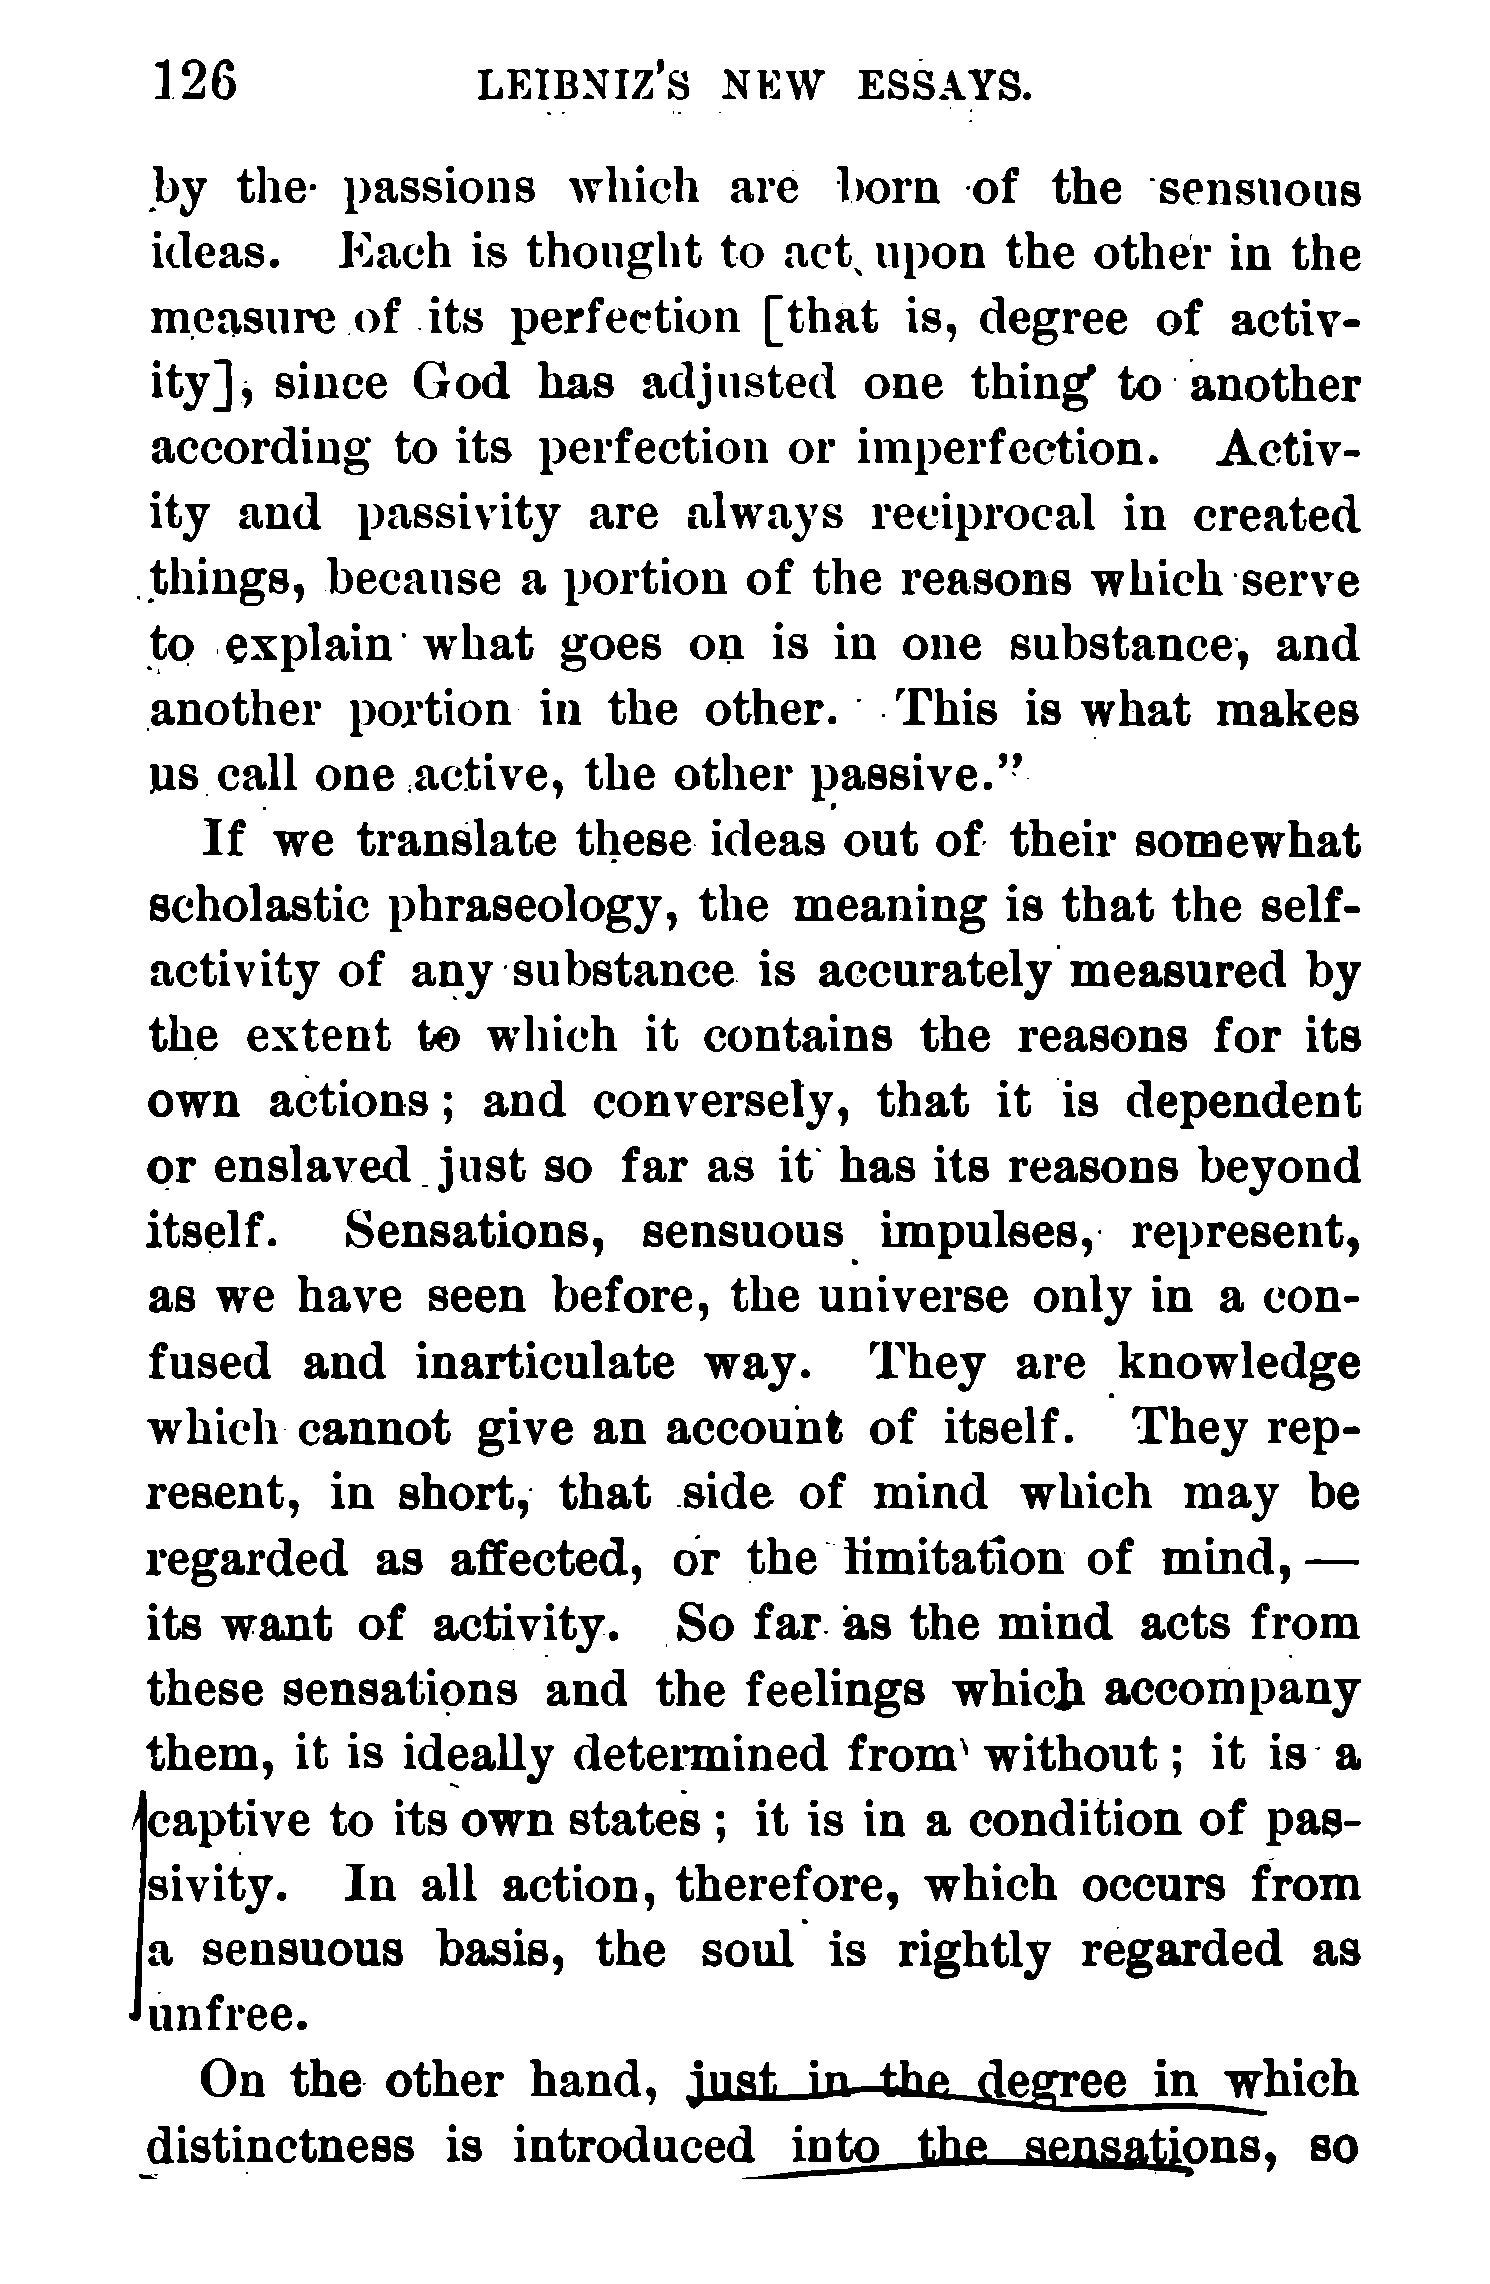 126 LEIBNIZ'S NEW ESSAYS.
by the passions which are born of the sensuous
ideas. Each is thought to act upon the other in the
measure of its perfection [that is, degree of activ-
ity], since God has adjusted one thing to another
according to its perfection or imperfection. Activ-
ity and passivity are always reciprocal in created
things, because a portion of the reasons which serve
to explain what goes on is in one substance, and
another portion in the other. This is what makes
us call one active, the other passive."
If we translate these ideas out of their somewhat
scholastic phraseology, the meaning is that the self-
activity of any substance is accurately measured by
the extent to which it contains the reasons for its
own actions; and conversely, that it is dependent
or enslaved just so far as it has its reasons beyond
itself. Sensations, sensuous impulses, represent,
as we have seen before, the universe only in a con-
fused and inarticulate way. They are knowledge
which cannot give an account of itself. They rep-
resent, in short, that side of mind which may be
regarded as affected, or the limitation of mind, —
its want of activity. So far as the mind acts from
these sensations and the feelings which accompany
them, it is ideally determined from without; it is a
captive to its own states; it is in a condition of pas-
sivity. In all action, therefore, which occurs from
a sensuous basis, the soul is rightly regarded as
unfree.
On the other hand, just in the degree in which
distinctness is introduced into the sensations, so